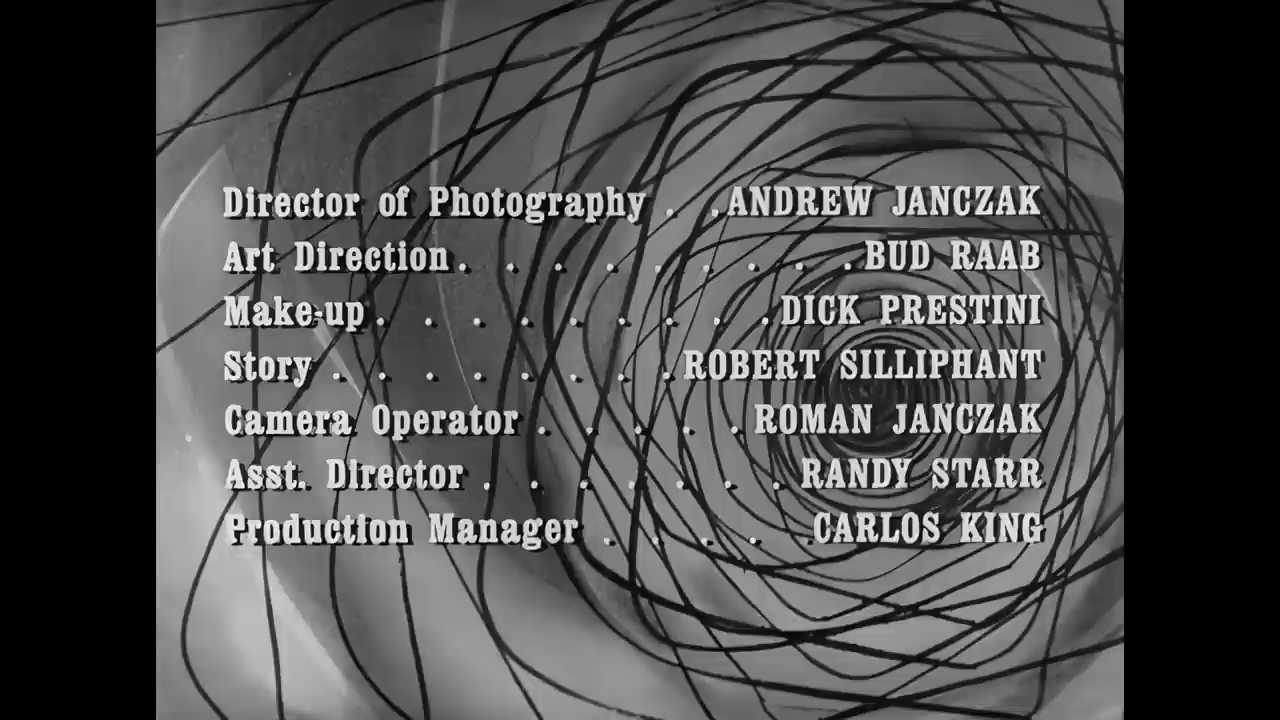 Director of Photography . . ANDREW JANCZAK
Art Direction . . . . . . . . . BUD RAAB
Make-up . . . . . . . . . DICK PRESTINI
Story . . . . . . . . ROBERT SILLIPHANT
Camera Operator . . . . . ROMAN JANCZAK
Asst. Director . . . . . . . RANDY STARR
Production Manager . . . . . CARLOS KING